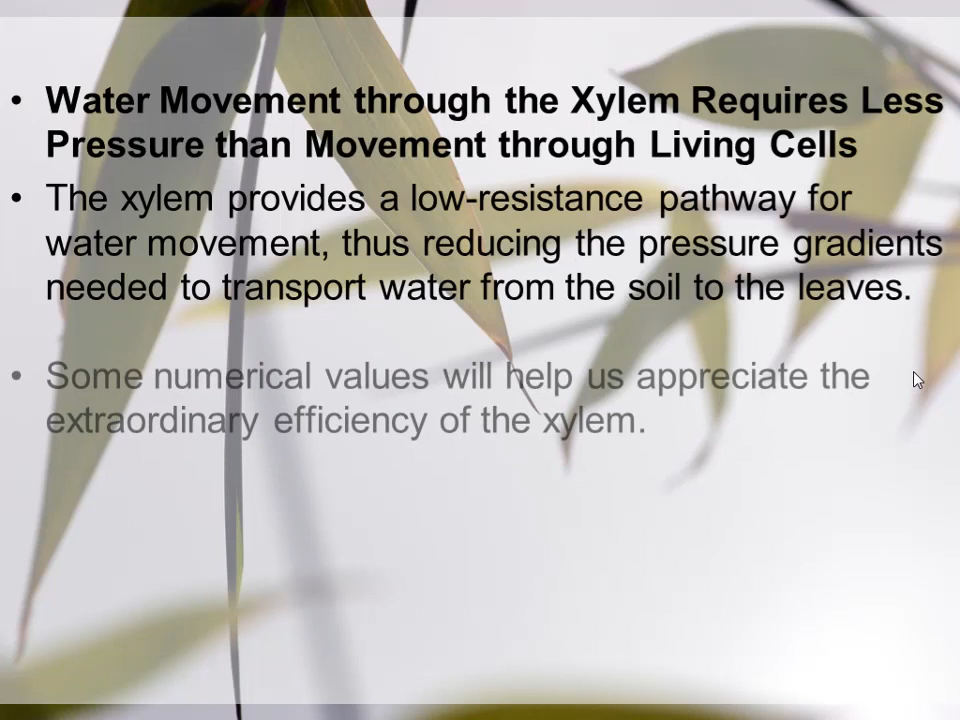 • Water Movement through the Xylem Requires Less
Pressure than Movement through Living Cells
• The xylem provides a low-resistance pathway for
water movement, thus reducing the pressure gradients
needed to transport water from the soil to the leaves.
• Some numerical values will help us appreciate the
extraordinary efficiency of the xylem.